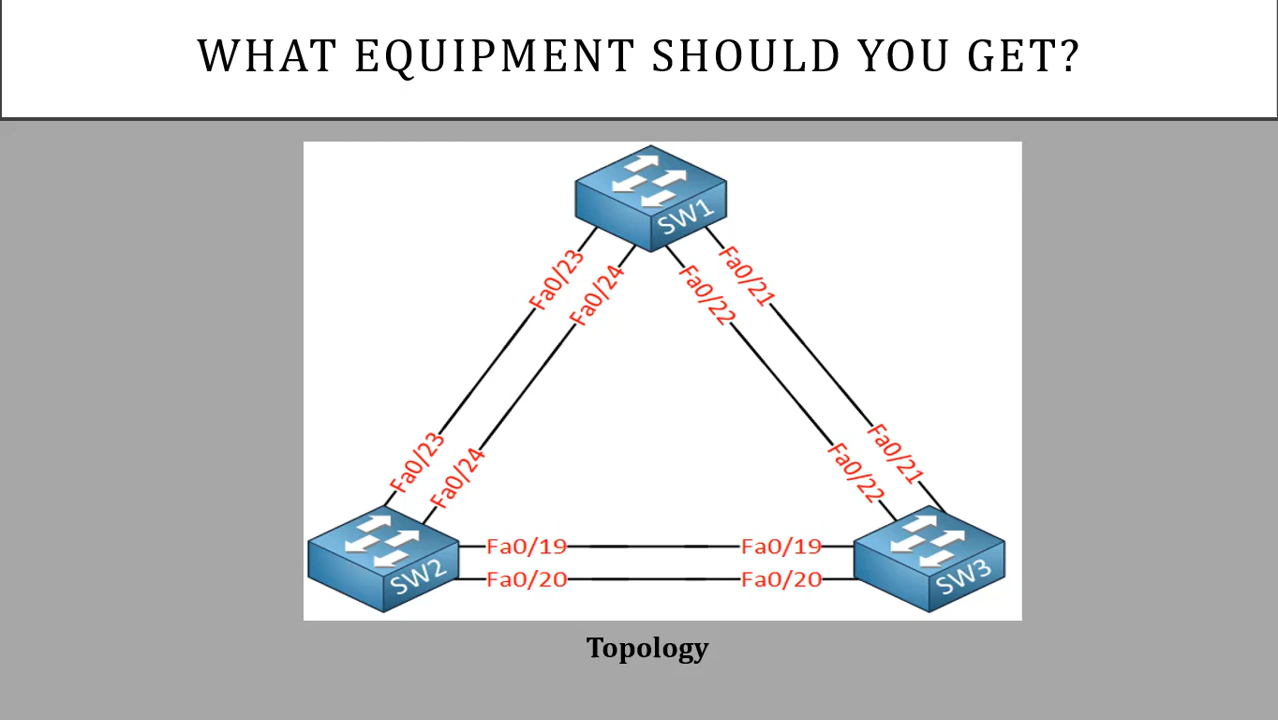 WHAT EQUIPMENT SHOULD YOU GET?
SW1
Fa0/23
Fa0/24
Fa0/22
Fa0/21
Fa0/23
Fa0/24
Fa0/22
Fa0/21
SW2
Fa0/19
Fa0/19
Fa0/20
Fa0/20
SW3
Topology